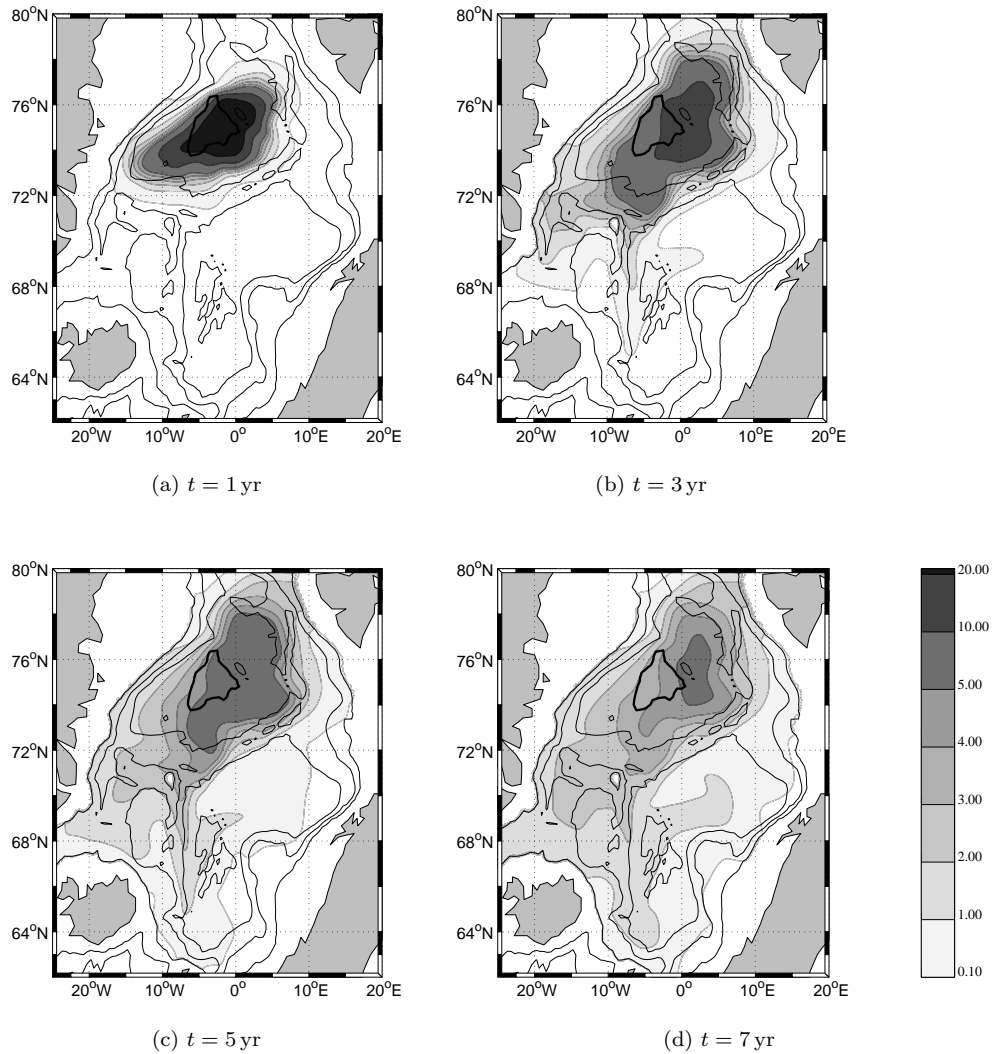 80°N
76°N
72°N
68°N
64°N
20°W 10°W 0° 10°E 20°E
(a) t = 1 yr
80°N
76°N
72°N
68°N
64°N
20°W 10°W 0° 10°E 20°E
(b) t = 3 yr
80°N
76°N
72°N
68°N
64°N
20°W 10°W 0° 10°E 20°E
(c) t = 5 yr
80°N
76°N
72°N
68°N
64°N
20°W 10°W 0° 10°E 20°E
(d) t = 7 yr
20.00
10.00
5.00
4.00
3.00
2.00
1.00
0.10